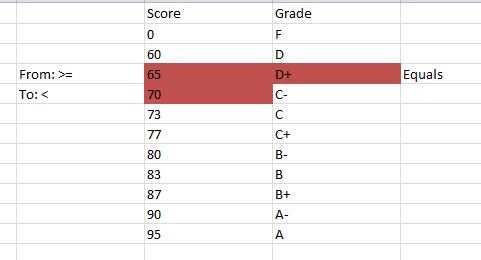 Score Grade
0 F
60 D
From: >= 65 D+ Equals
To: < 70 C-
73 C
77 C+
80 B-
83 B
87 B+
90 A-
95 A